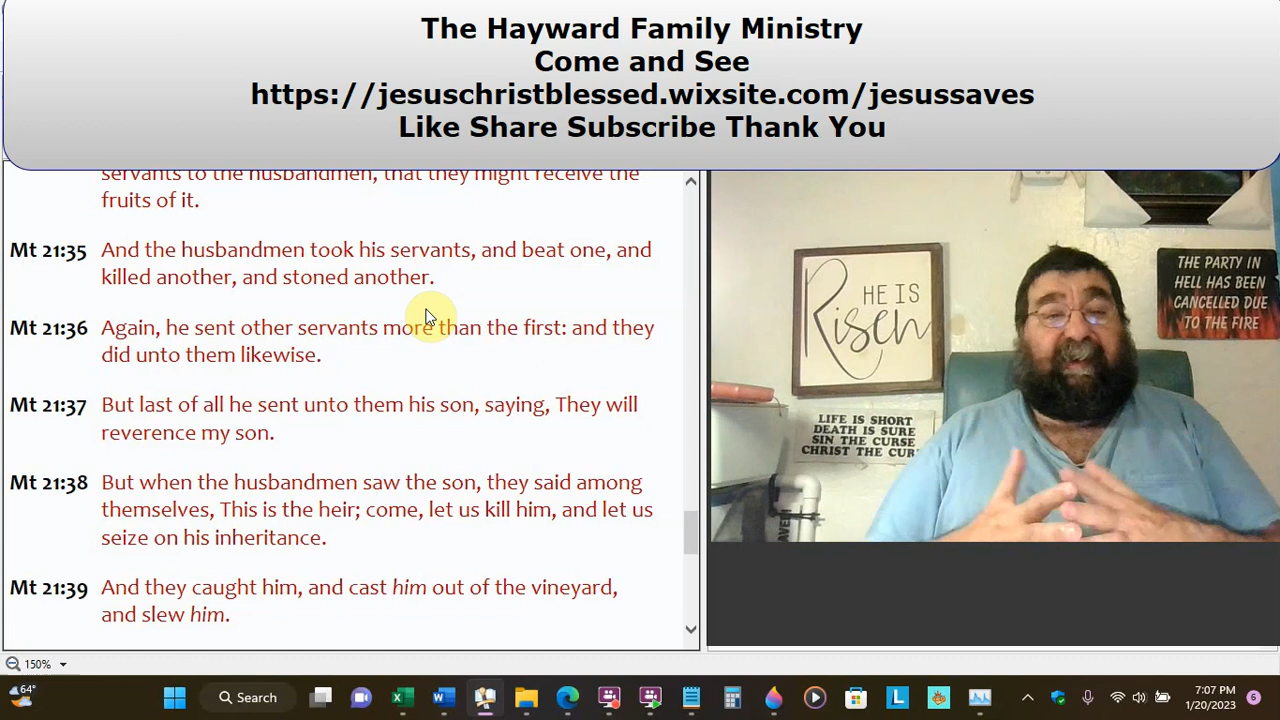 The Hayward Family Ministry
Come and See
https://jesuschristblessed.wixsite.com/jesussaves
Like Share Subscribe Thank You
servants to the husbandmen, that they might receive the
fruits of it.
Mt 21:35 And the husbandmen took his servants, and beat one, and
killed another, and stoned another.
Mt 21:36 Again, he sent other servants more than the first: and they
did unto them likewise.
Mt 21:37 But last of all he sent unto them his son, saying, They will
reverence my son.
Mt 21:38 But when the husbandmen saw the son, they said among
themselves, This is the heir; come, let us kill him, and let us
seize on his inheritance.
Mt 21:39 And they caught him, and cast him out of the vineyard,
and slew him.
HE IS
Risen
THE PARTY IN
HELL HAS BEEN
CANCELLED DUE
TO THE FIRE
LIFE IS SHORT
DEATH IS SURE
SIN THE CURSE
CHRIST THE CUR
150%
64°
Search
7:07 PM
1/20/2023
6